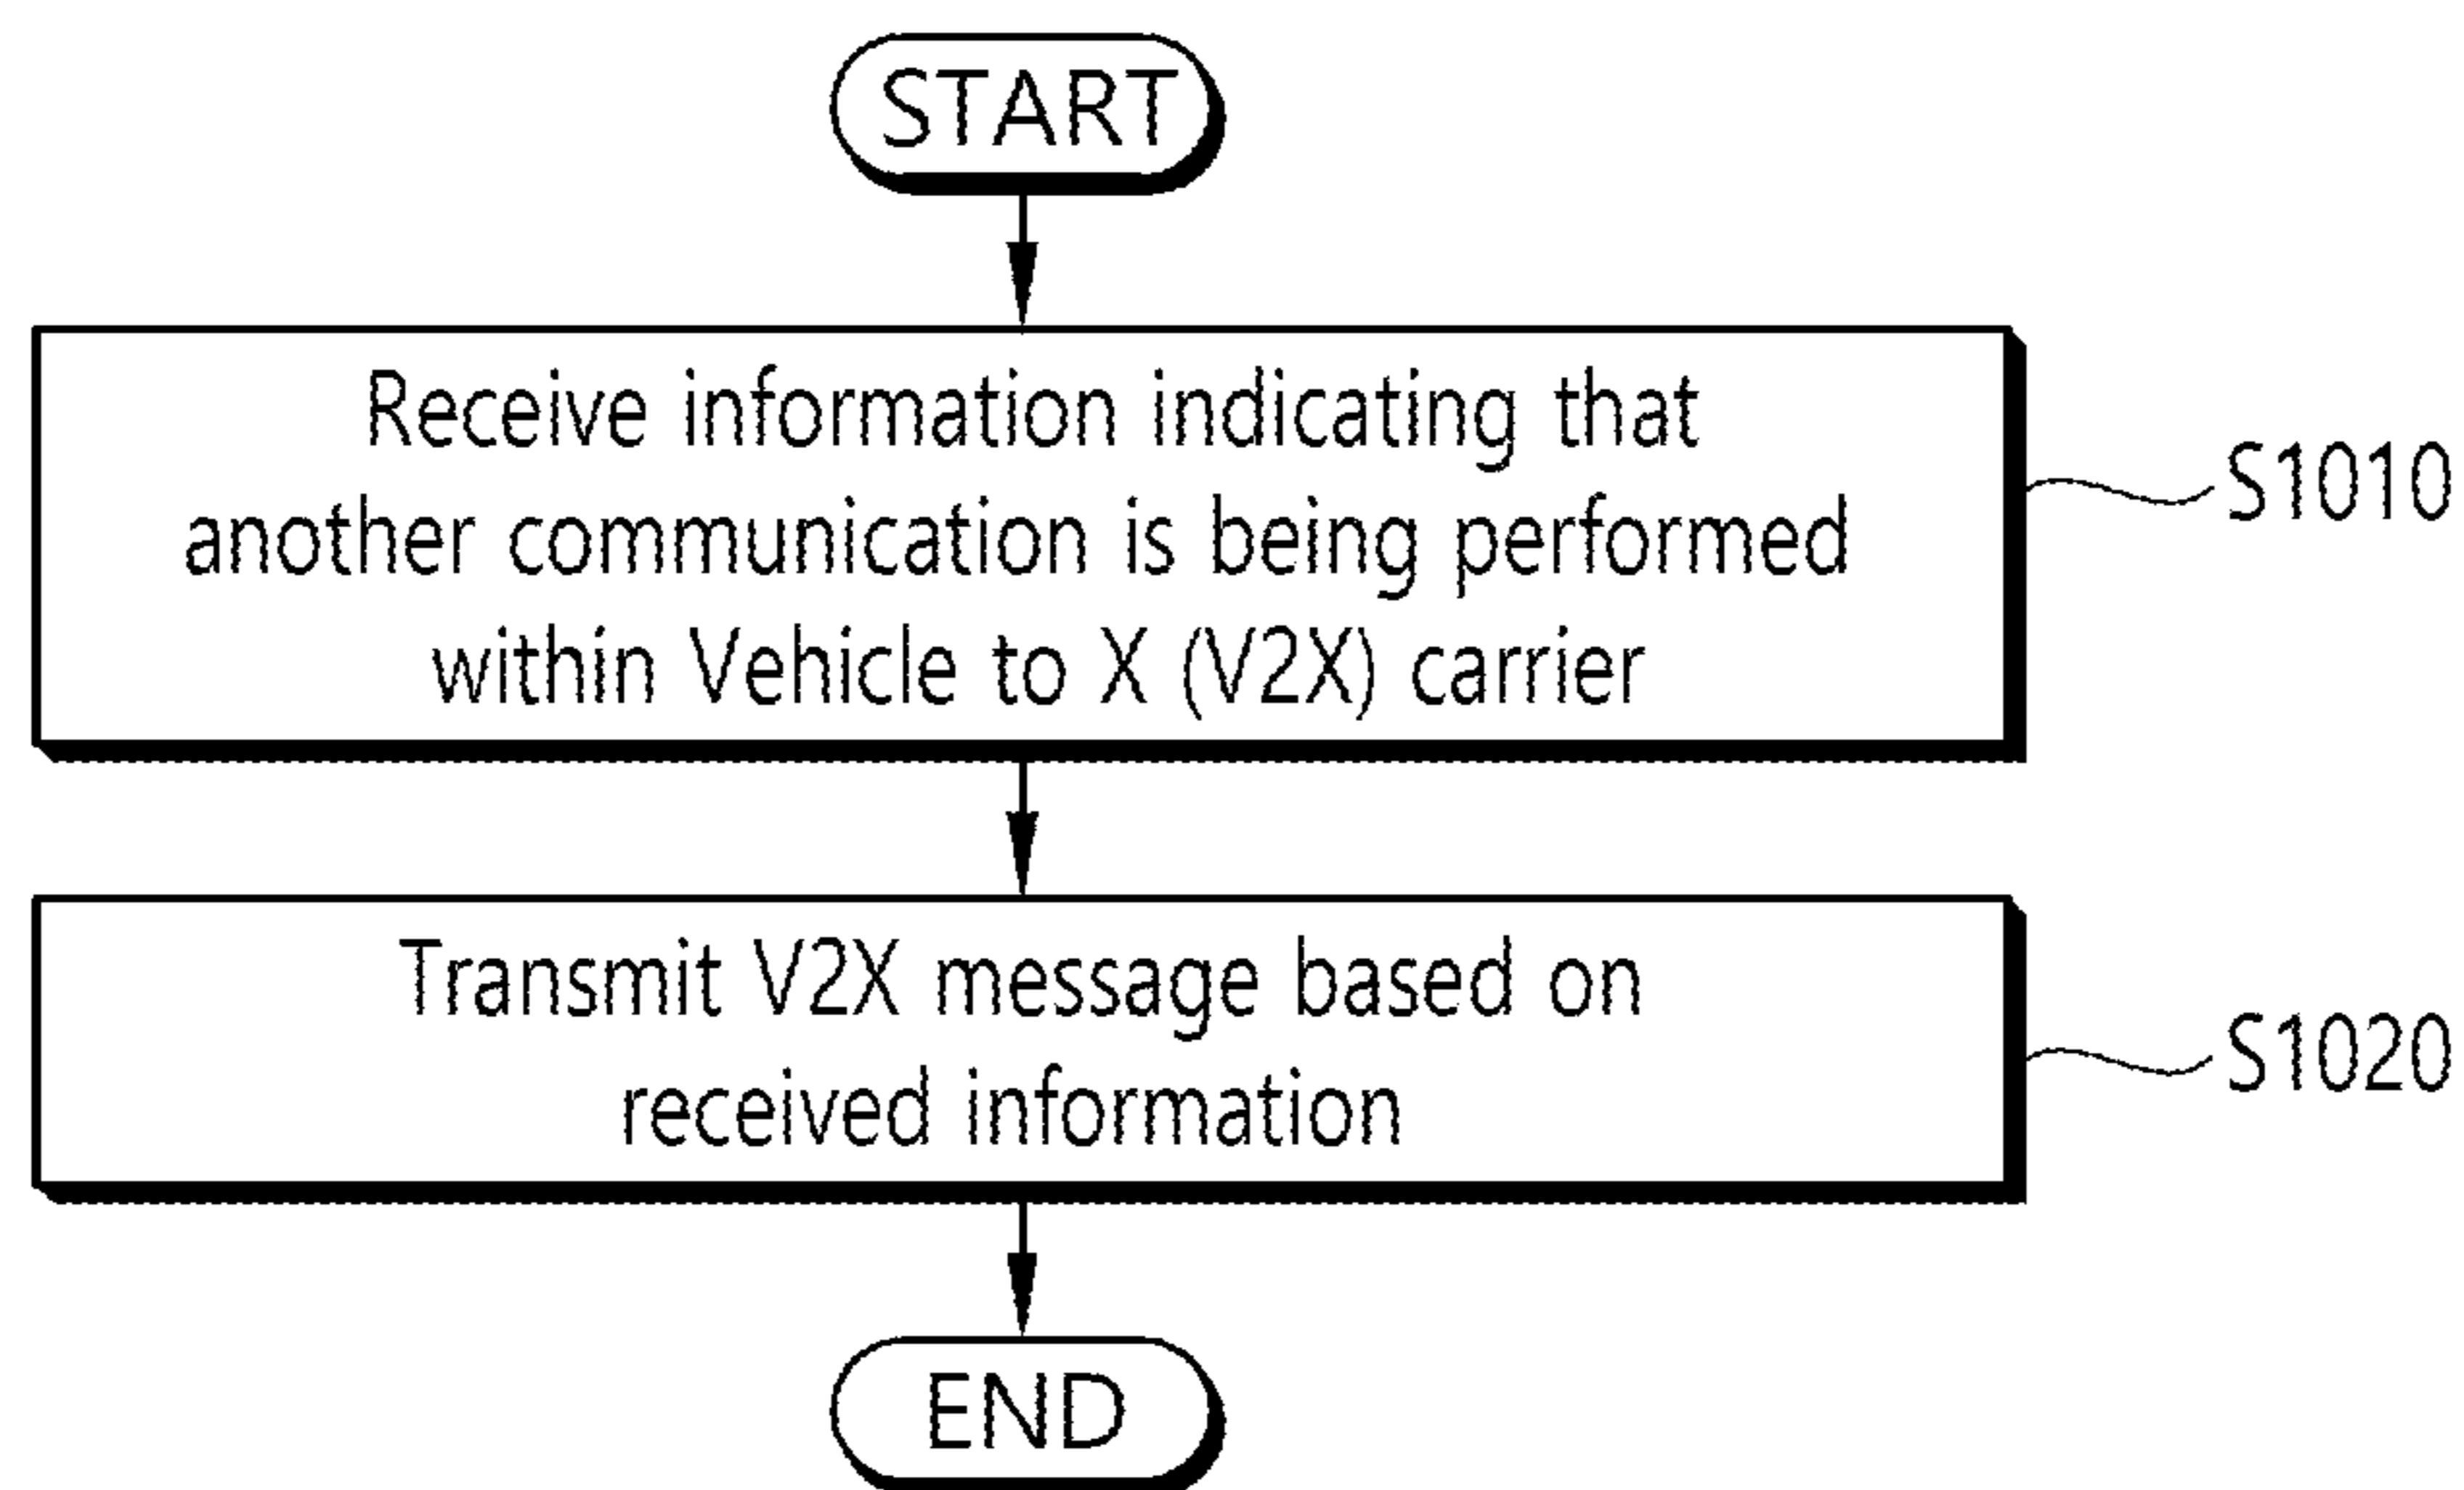 START
Receive information indicating that
another communication is being performed
within Vehicle to X (V2X) carrier
S1010
Transmit V2X message based on
received information
S1020
END